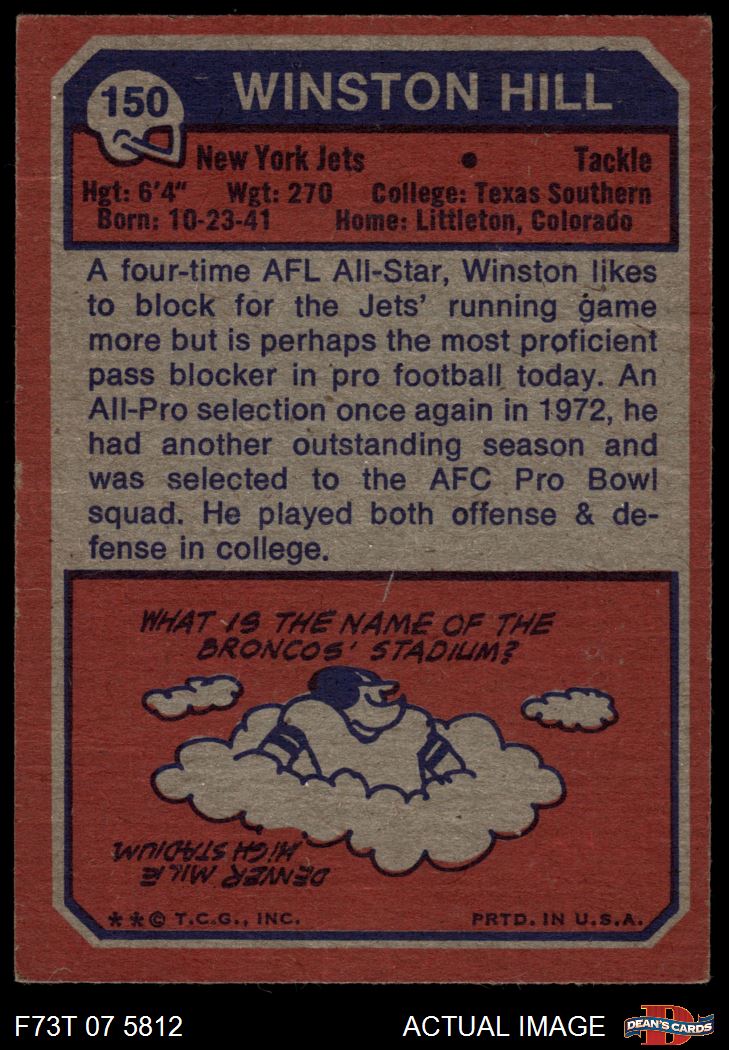 150
WINSTON HILL
New York Jets • Tackle
Hgt: 6'4" Wgt: 270 College: Texas Southern
Born: 10-23-41 Home: Littleton, Colorado
A four-time AFL All-Star, Winston likes
to block for the Jets' running game
more but is perhaps the most proficient
pass blocker in pro football today. An
All-Pro selection once again in 1972, he
had another outstanding season and
was selected to the AFC Pro Bowl
squad. He played both offense & de-
fense in college.
WHAT IS THE NAME OF THE
BRONCOS' STADIUM?
DENVER MILE
HIGH STADIUM
**© T.C.G., INC. PRTD. IN U.S.A.
F73T 07 5812 ACTUAL IMAGE D DEAN'S CARDS